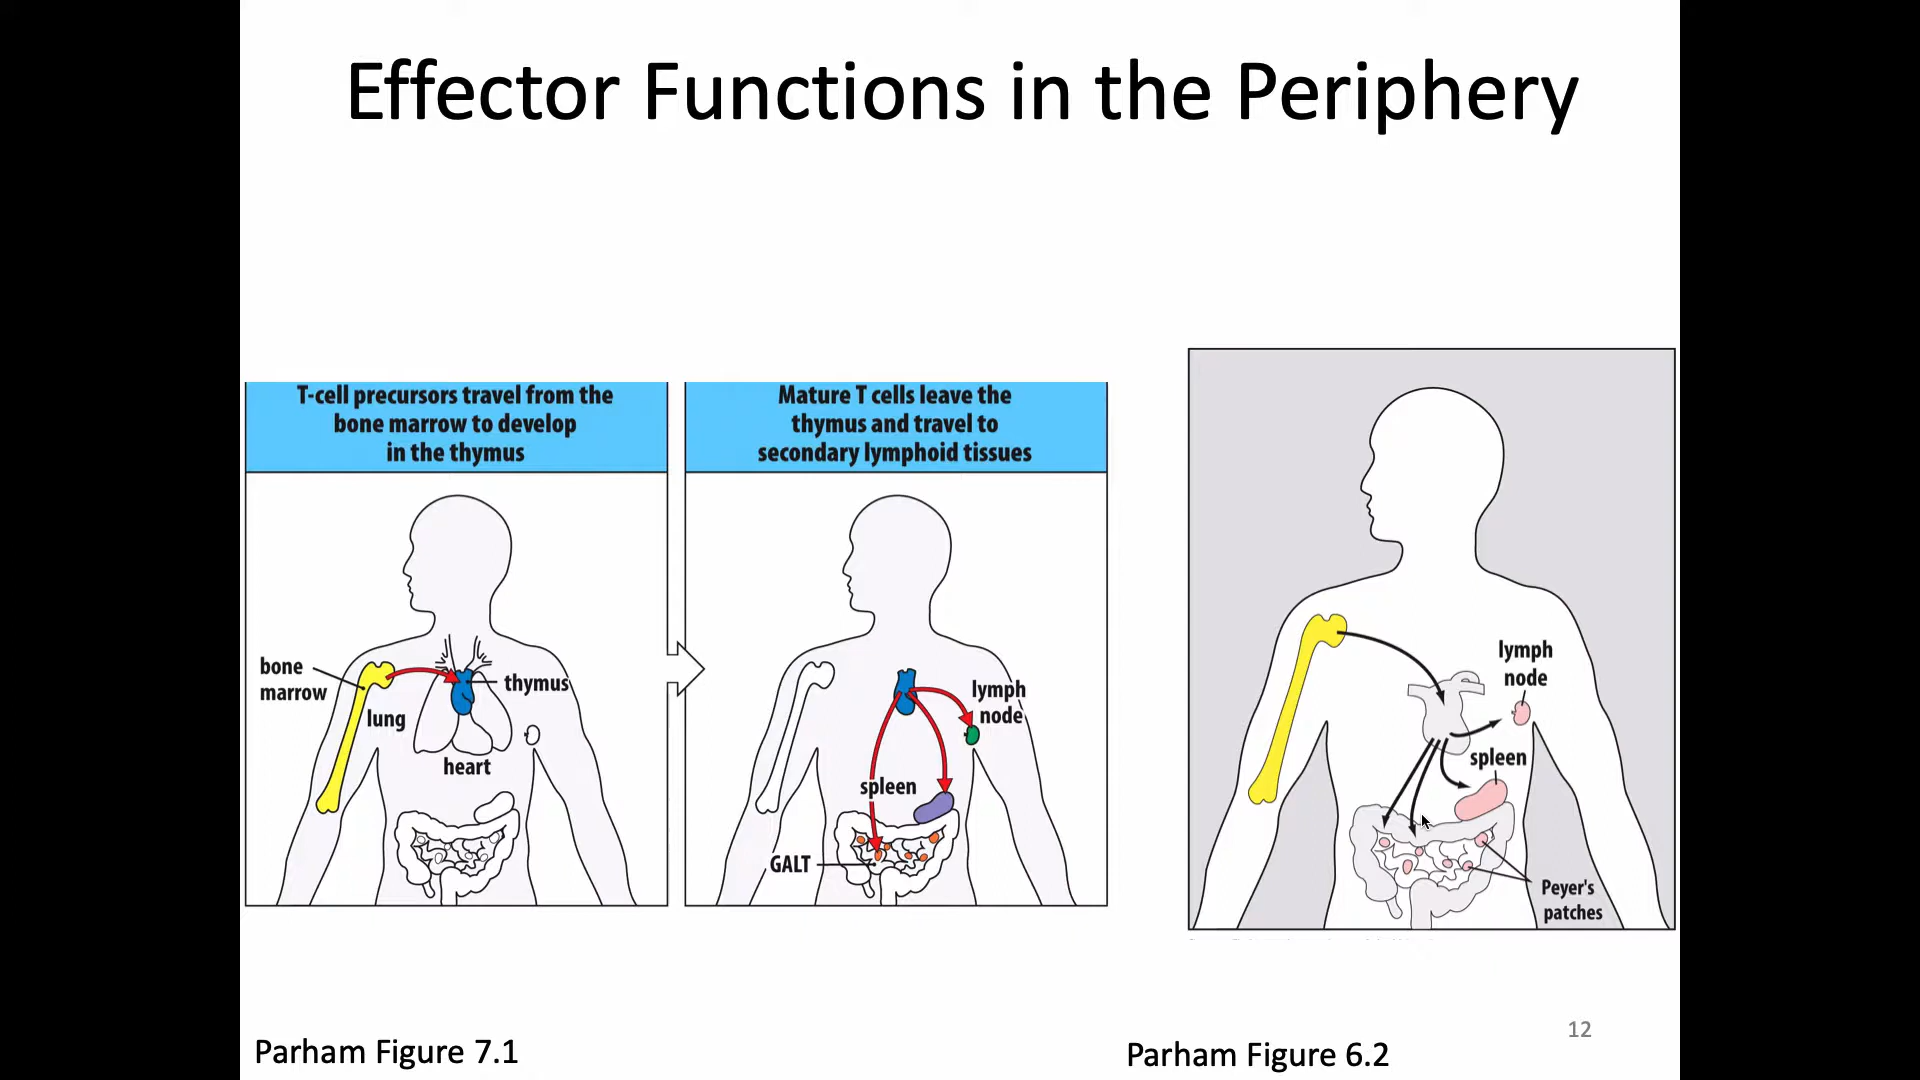 Effector Functions in the Periphery
T-cell precursors travel from the
bone marrow to develop
in the thymus
Mature T cells leave the
thymus and travel to
secondary lymphoid tissues
bone
marrow
lung
thymus
heart
lymph
node
spleen
GALT
lymph
node
spleen
Peyer's
patches
12
Parham Figure 7.1
Parham Figure 6.2